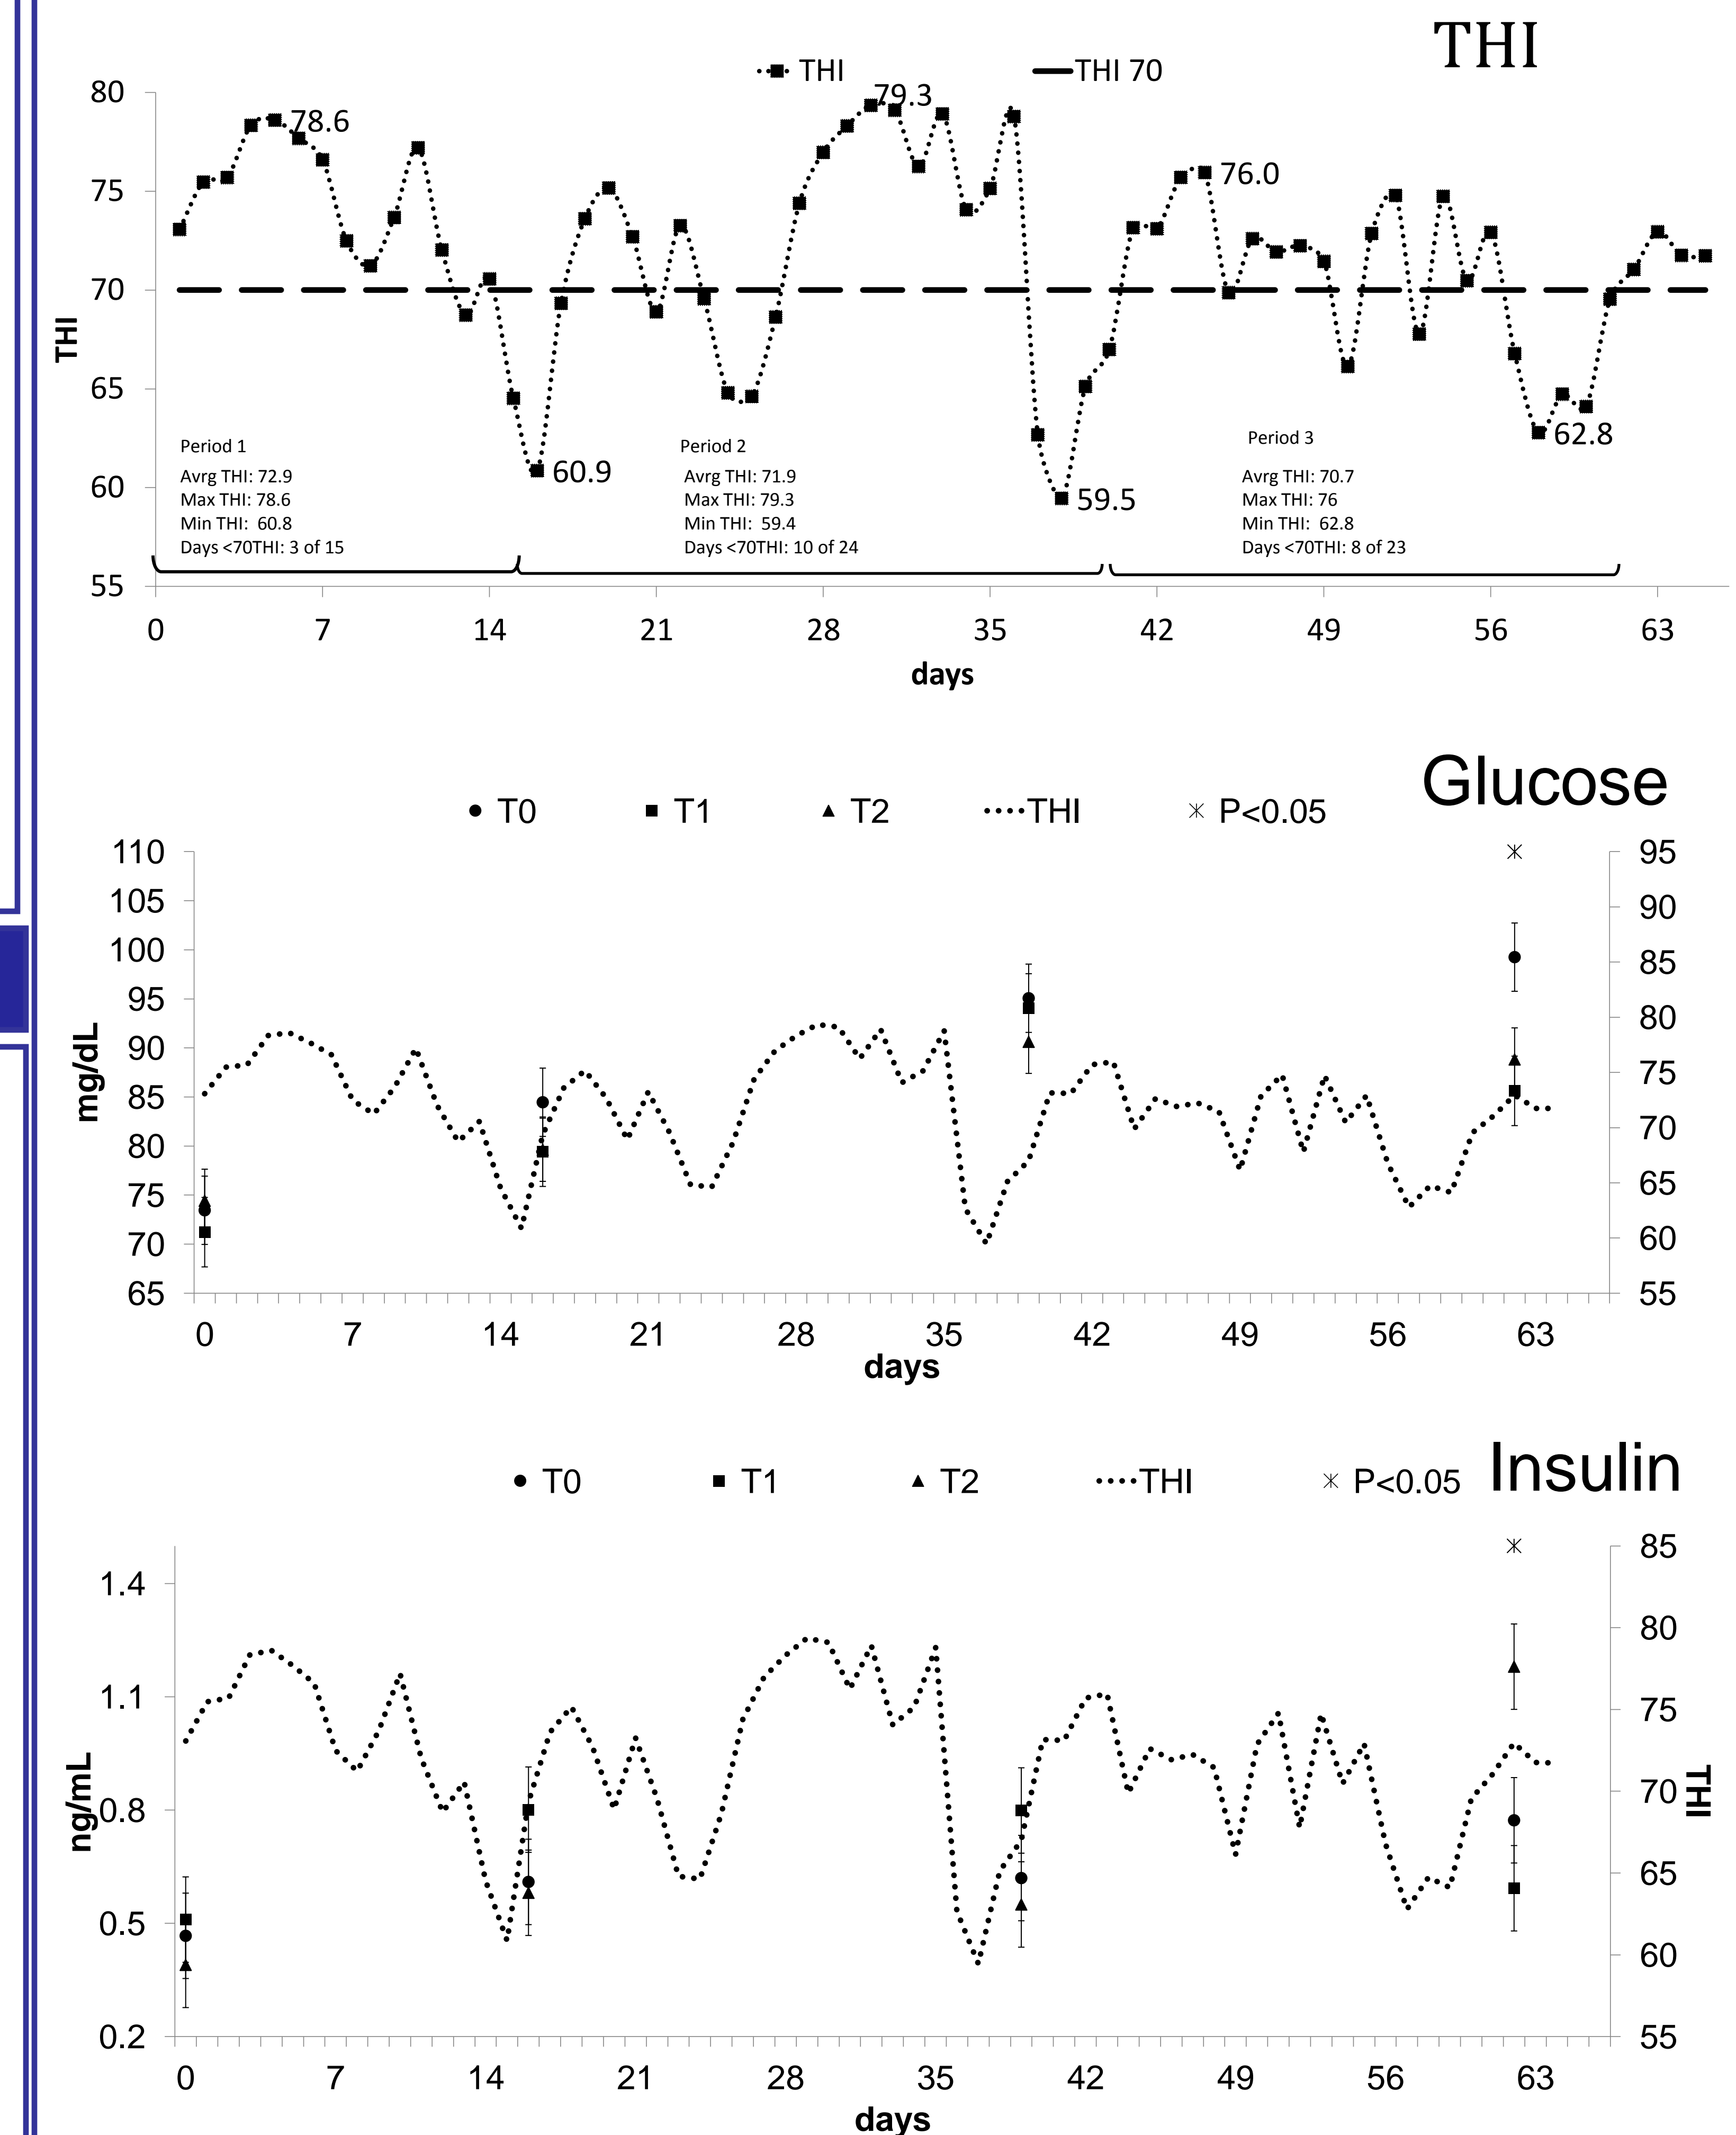 THI
THI THI 70
80
75
70
65
60
55
THI
78.6
79.3
76.0
60.9
59.5
62.8
Period 1
Avrg THI: 72.9
Max THI: 78.6
Min THI: 60.8
Days <70THI: 3 of 15
Period 2
Avrg THI: 71.9
Max THI: 79.3
Min THI: 59.4
Days <70THI: 10 of 24
Period 3
Avrg THI: 70.7
Max THI: 76
Min THI: 62.8
Days <70THI: 8 of 23
0 7 14 21 28 35 42 49 56 63
days
Glucose
T0 T1 T2 THI P<0.05
110
105
100
95
90
85
80
75
70
65
mg/dL
95
90
85
80
75
70
65
60
55
0 7 14 21 28 35 42 49 56 63
days
Insulin
T0 T1 T2 THI P<0.05
1.4
1.1
0.8
0.5
0.2
ng/mL
85
80
75
70
65
60
55
THI
0 7 14 21 28 35 42 49 56 63
days